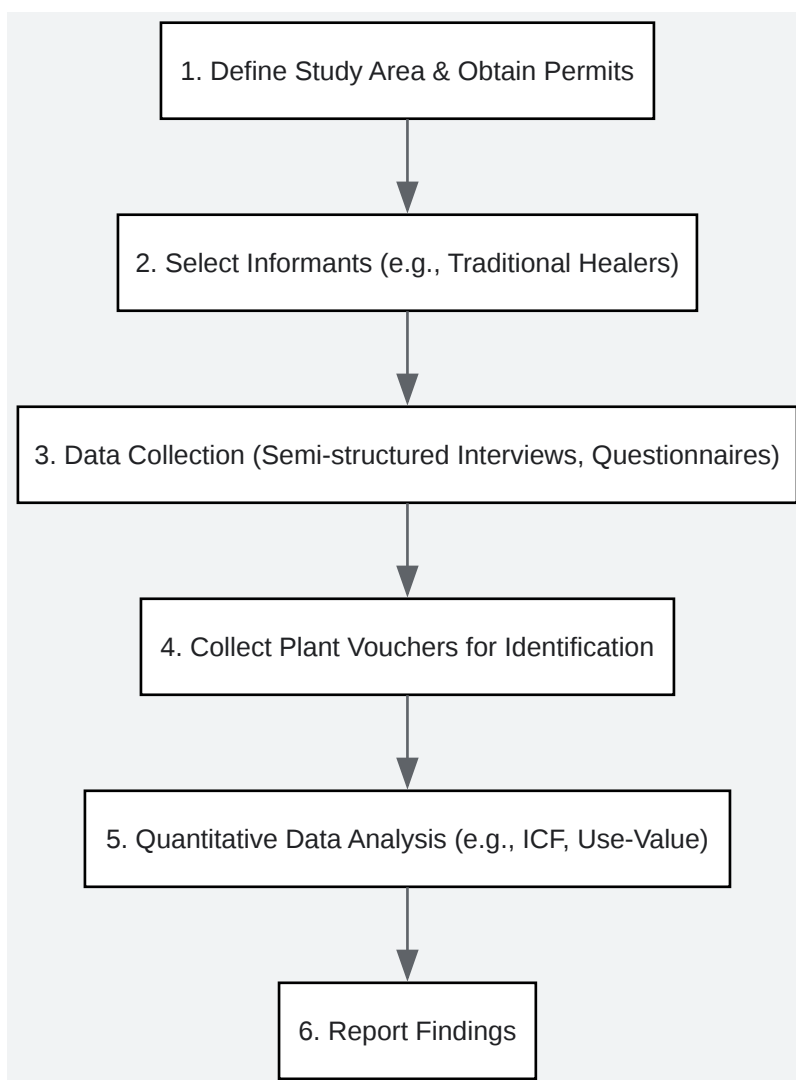 1. Define Study Area & Obtain Permits
2. Select Informants (e.g., Traditional Healers)
3. Data Collection (Semi-structured Interviews, Questionnaires)
4. Collect Plant Vouchers for Identification
5. Quantitative Data Analysis (e.g., ICF, Use-Value)
6. Report Findings